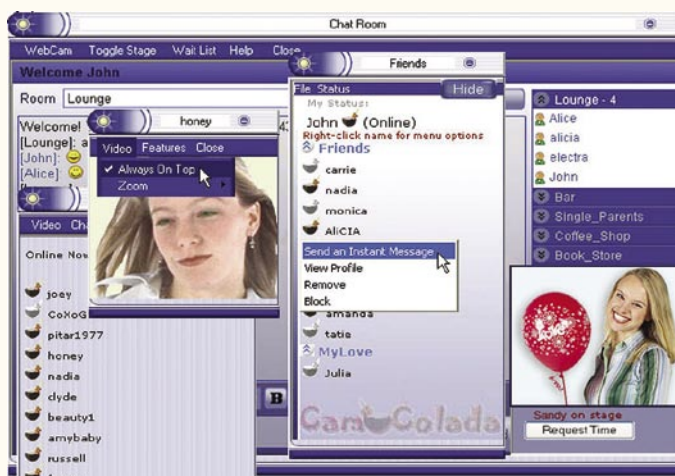 Chat Room
WebCam Toggle Stage Wait List Help Close
Welcome John
Room Lounge
Welcome!
[Lounge]: a
[John]:
[Alice]:
honey
Video Features Close
✓ Always On Top
Zoom
Video
Online Now
joey
CoXoG
pitar1977
honey
nadia
clyde
beauty1
amybaby
russell
Friends
File Status
Hide
My Status:
John (Online)
Right-click name for menu options
Friends
carrie
nadia
monica
AliCIA
Send an Instant Message
View Profile
Remove
Block
amanda
tatie
MyLove
Julia
CamColada
B
Lounge - 4
Alice
alicia
electra
John
Bar
Single_Parents
Coffee_Shop
Book_Store
Sandy on stage
Request Time